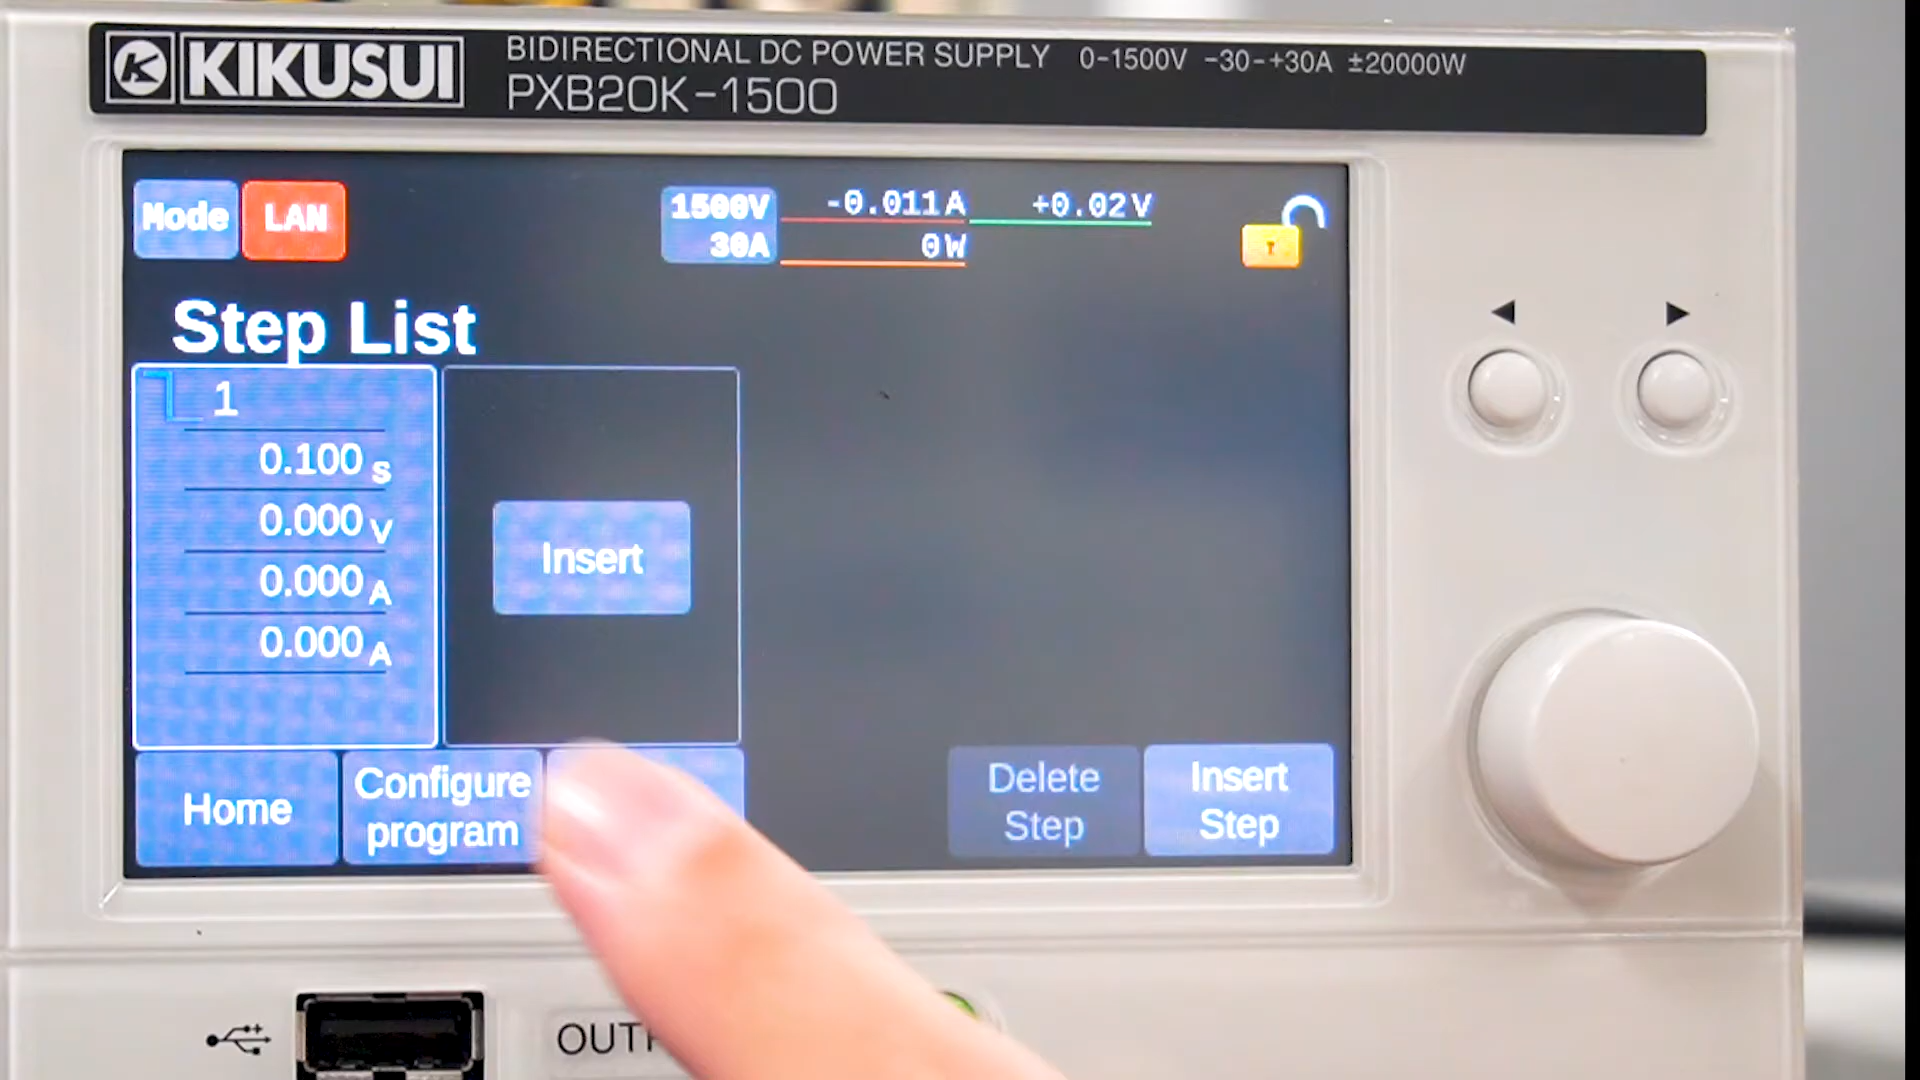 KIKUSUI
BIDIRECTIONAL DC POWER SUPPLY 0-1500V -30-+30A ±20000W
PXB20K-1500
Mode LAN
1500V -0.011A +0.02V
30A 0W
Step List
1
0.100 s
0.000 V
0.000 A
0.000 A
Insert
Home
Configure
program
Delete
Step
Insert
Step